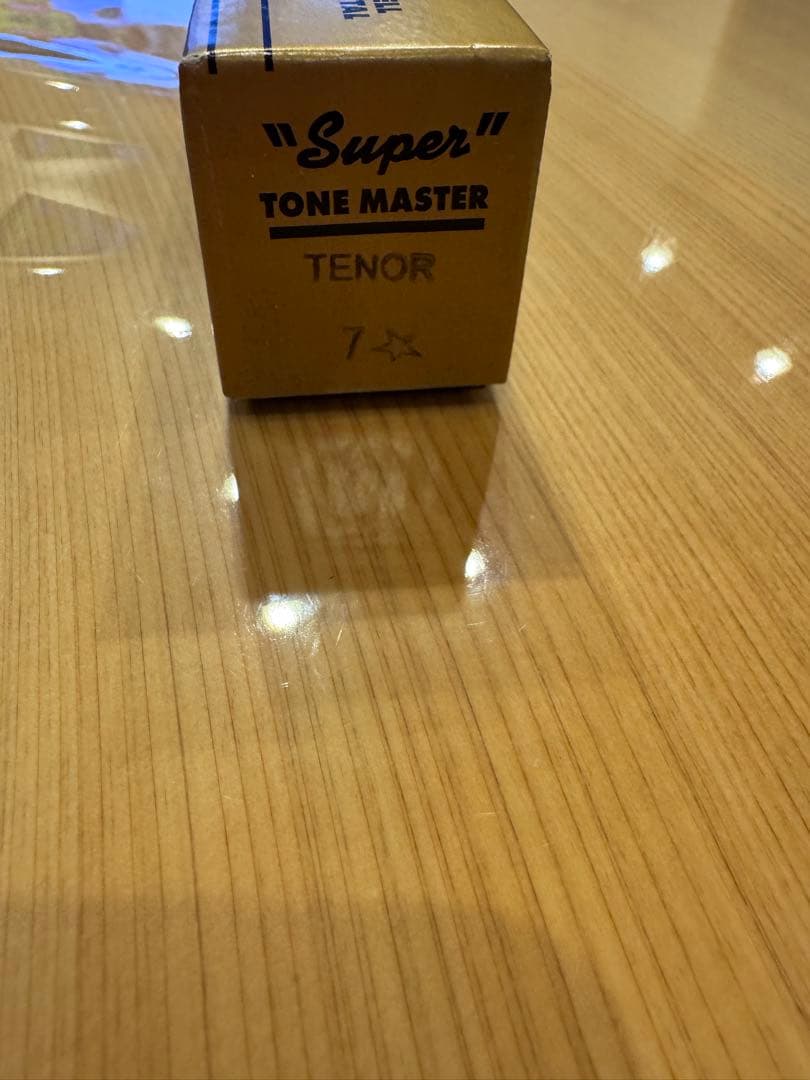 "Super"
TONE MASTER
TENOR
7☆